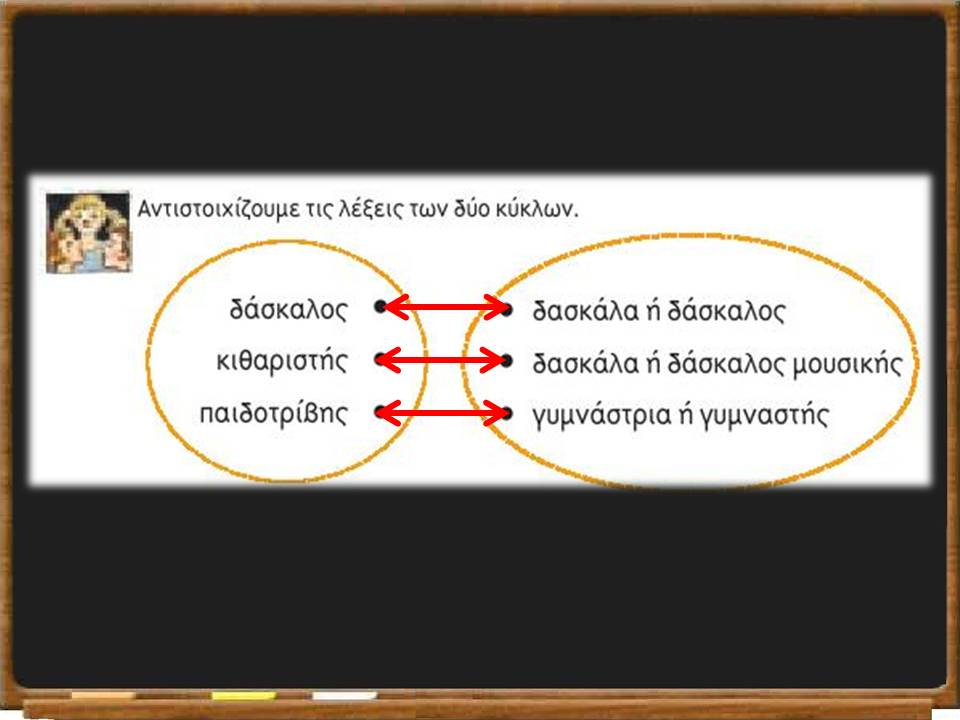 Αντιστοιχίζουμε τις λέξεις των δύο κύκλων.
δάσκαλος δασκάλα ή δάσκαλος
κιθαριστής δασκάλα ή δάσκαλος μουσικής
παιδοτρίβης γυμνάστρια ή γυμναστής